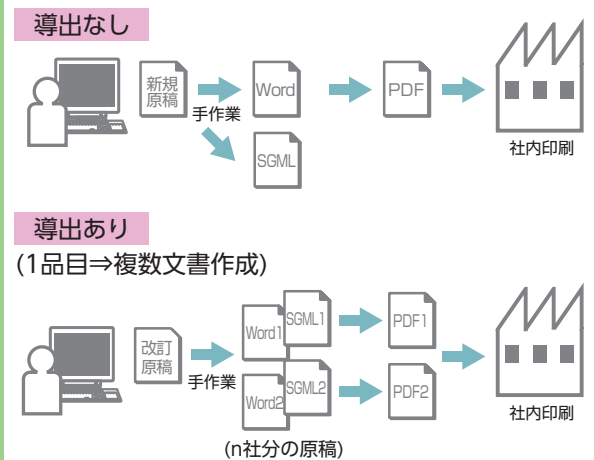 導出なし
新規
原稿
手作業
Word
SGML
PDF
社内印刷
導出あり
(1品目⇒複数文書作成)
改訂
原稿
手作業
Word1
SGML1
PDF1
Word2
SGML2
PDF2
社内印刷
(n社分の原稿)